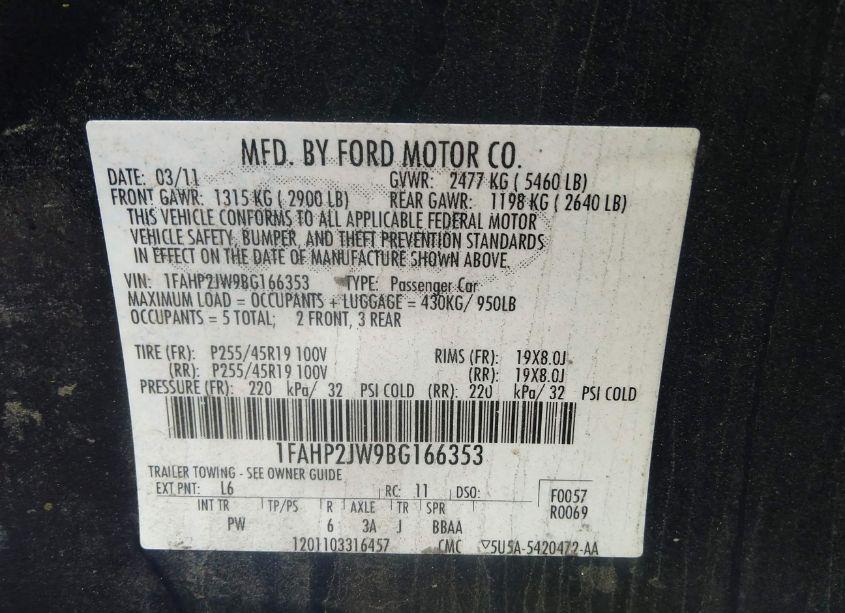 MFD. BY FORD MOTOR CO.
DATE: 03/11 GVWR: 2477 KG ( 5460 LB)
FRONT GAWR: 1315 KG ( 2900 LB) REAR GAWR: 1198 KG ( 2640 LB)
THIS VEHICLE CONFORMS TO ALL APPLICABLE FEDERAL MOTOR
VEHICLE SAFETY, BUMPER, AND THEFT PREVENTION STANDARDS
IN EFFECT ON THE DATE OF MANUFACTURE SHOWN ABOVE.
VIN: 1FAHP2JW9BG166353 TYPE: Passenger Car
MAXIMUM LOAD = OCCUPANTS + LUGGAGE = 430KG/ 950LB
OCCUPANTS = 5 TOTAL; 2 FRONT, 3 REAR
TIRE (FR): P255/45R19 100V RIMS (FR): 19X8.0J
(RR): P255/45R19 100V (RR): 19X8.0J
PRESSURE (FR): 220 kPa/ 32 PSI COLD (RR): 220 kPa/ 32 PSI COLD
1FAHP2JW9BG166353
TRAILER TOWING - SEE OWNER GUIDE
EXT PNT: L6 RC: 11 DSO: F0057
INT TR TP/PS R AXLE TR SPR R0069
PW 6 3A J BBAA
1201103316457 CMC ▽5U5A-5420472-AA